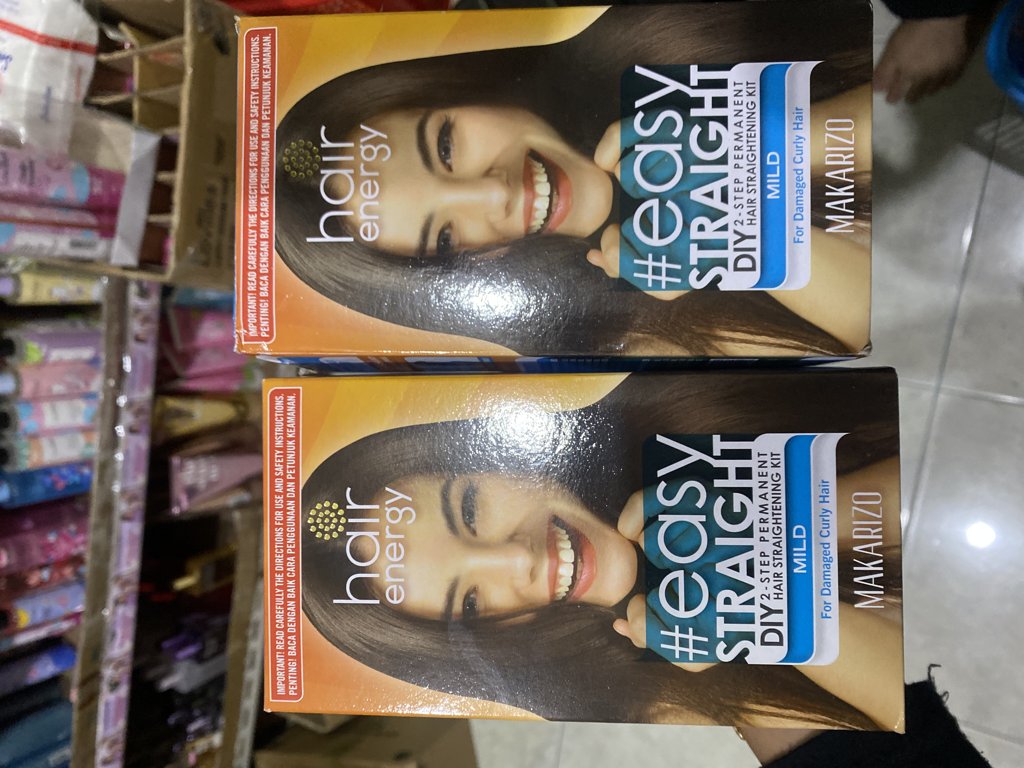 IMPORTANT! READ CAREFULLY THE DIRECTIONS FOR USE AND SAFETY INSTRUCTIONS.
PENTING! BACA DENGAN BAIK CARA PENGGUNAAN DAN PETUNJUK KEAMANAN.
hair
energy
#easy
STRAIGHT
DIY 2-STEP PERMANENT
HAIR STRAIGHTENING KIT
MILD
For Damaged Curly Hair
MAKARIZO
IMPORTANT! READ CAREFULLY THE DIRECTIONS FOR USE AND SAFETY INSTRUCTIONS.
PENTING! BACA DENGAN BAIK CARA PENGGUNAAN DAN PETUNJUK KEAMANAN.
hair
energy
#easy
STRAIGHT
DIY 2-STEP PERMANENT
HAIR STRAIGHTENING KIT
MILD
For Damaged Curly Hair
MAKARIZO